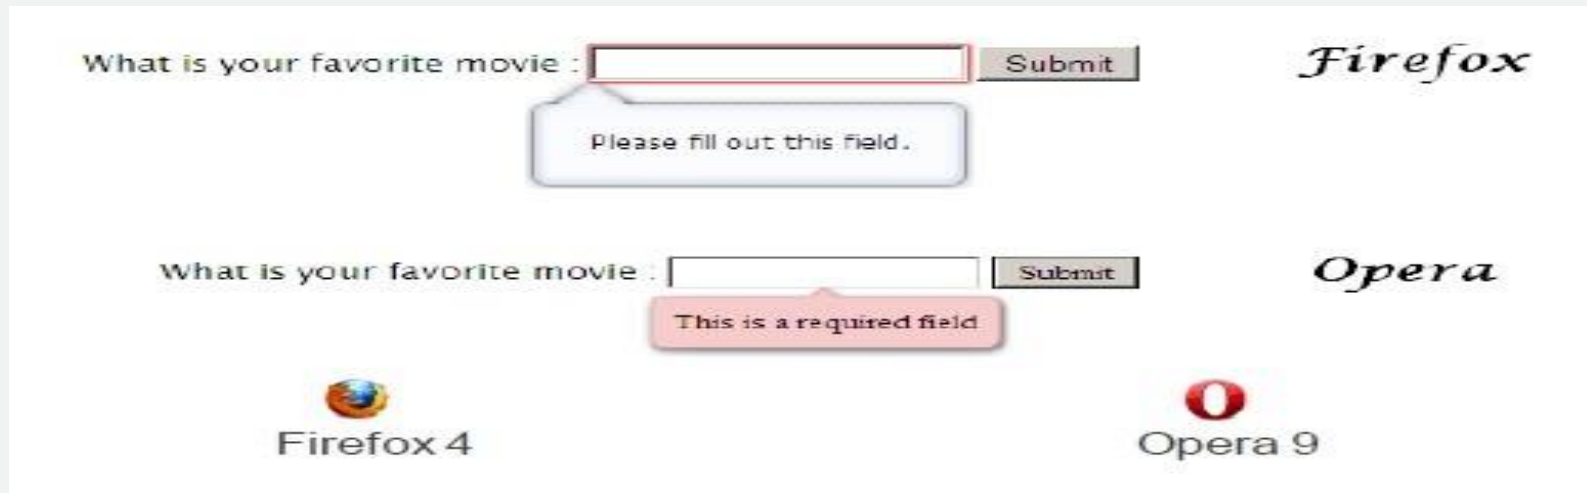 What is your favorite movie : Submit Firefox
Please fill out this field.
What is your favorite movie : Submit Opera
This is a required field
Firefox 4 Opera 9